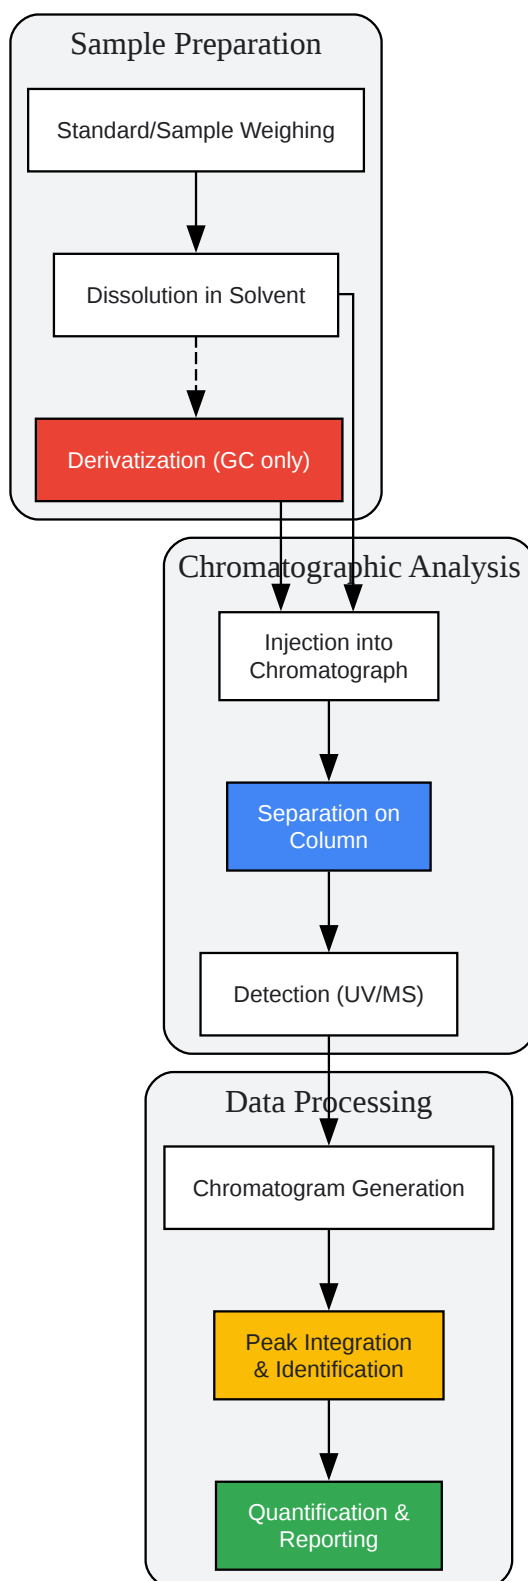 Sample Preparation
Standard/Sample Weighing
Dissolution in Solvent
Derivatization (GC only)
Chromatographic Analysis
Injection into
Chromatograph
Separation on
Column
Detection (UV/MS)
Data Processing
Chromatogram Generation
Peak Integration
& Identification
Quantification &
Reporting